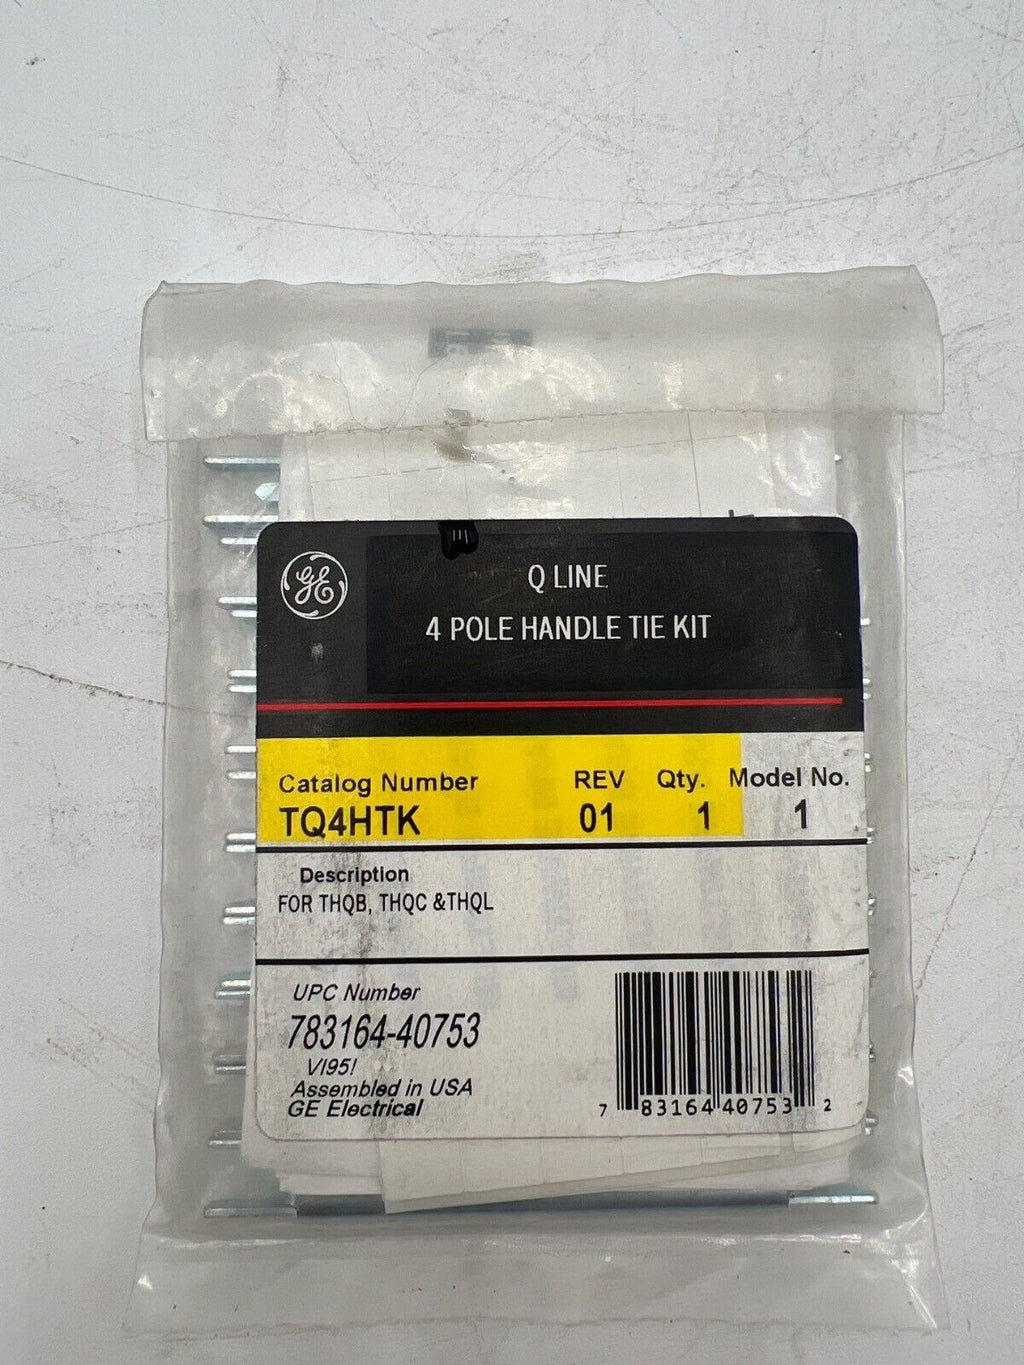 GE
Q LINE
4 POLE HANDLE TIE KIT
Catalog Number REV Qty. Model No.
TQ4HTK 01 1 1
Description
FOR THQB, THQC &THQL
UPC Number
783164-40753
VI95!
Assembled in USA
GE Electrical
7 83164 40753 2